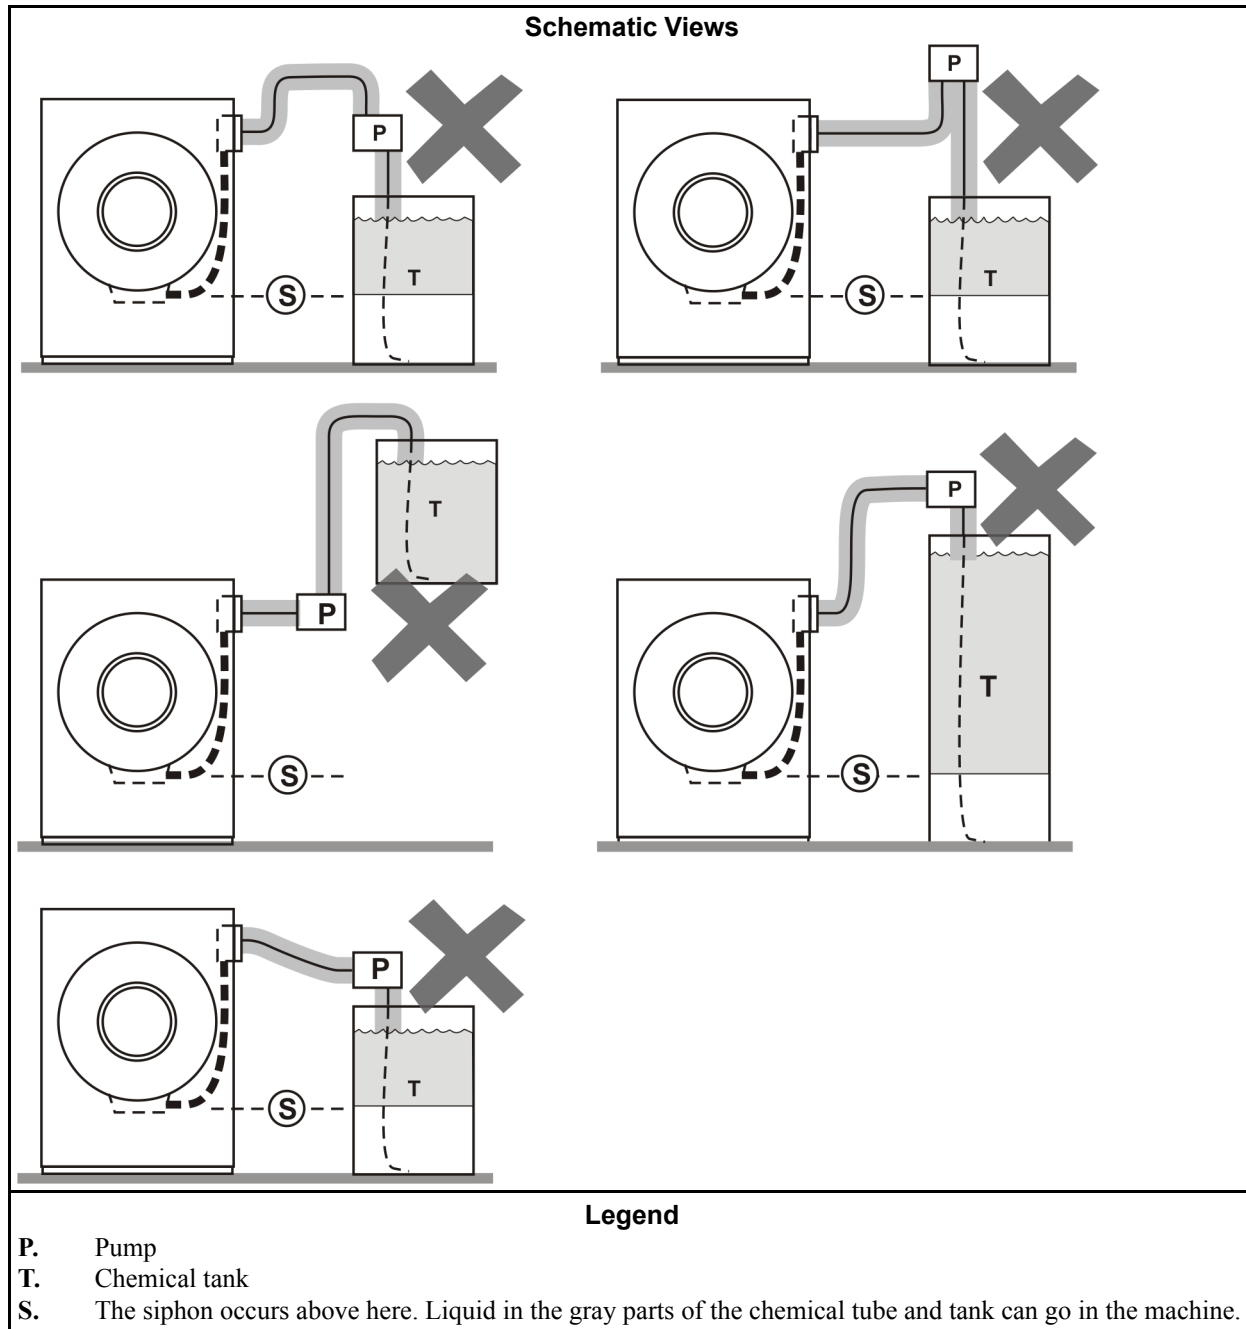 Schematic Views
P
T
S
P
T
S
T
P
S
P
T
S
P
T
S
Legend
P. Pump
T. Chemical tank
S. The siphon occurs above here. Liquid in the gray parts of the chemical tube and tank can go in the machine.